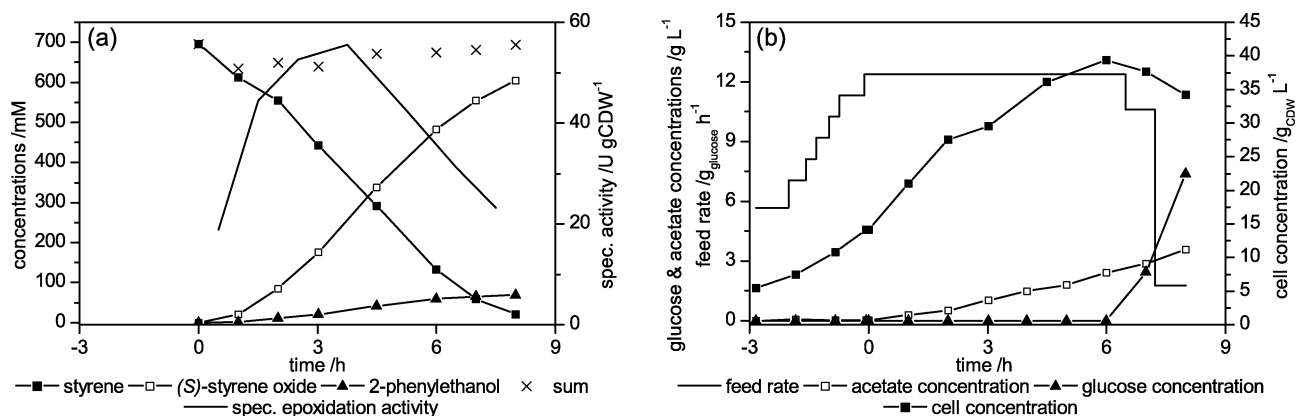 (a)
concentrations /mM
700
600
500
400
300
200
100
0
-3
0
3
6
9
time /h
60
40
20
0
spec. activity /U gCDW⁻¹
styrene (S)-styrene oxide 2-phenylethanol sum
spec. epoxidation activity
(b)
glucose & acetate concentrations /g L⁻¹
feed rate /g_glucose h⁻¹
15
12
9
6
3
0
-3
0
3
6
9
time /h
45
40
35
30
25
20
15
10
5
0
cell concentration /g_CDW L⁻¹
feed rate acetate concentration glucose concentration
cell concentration